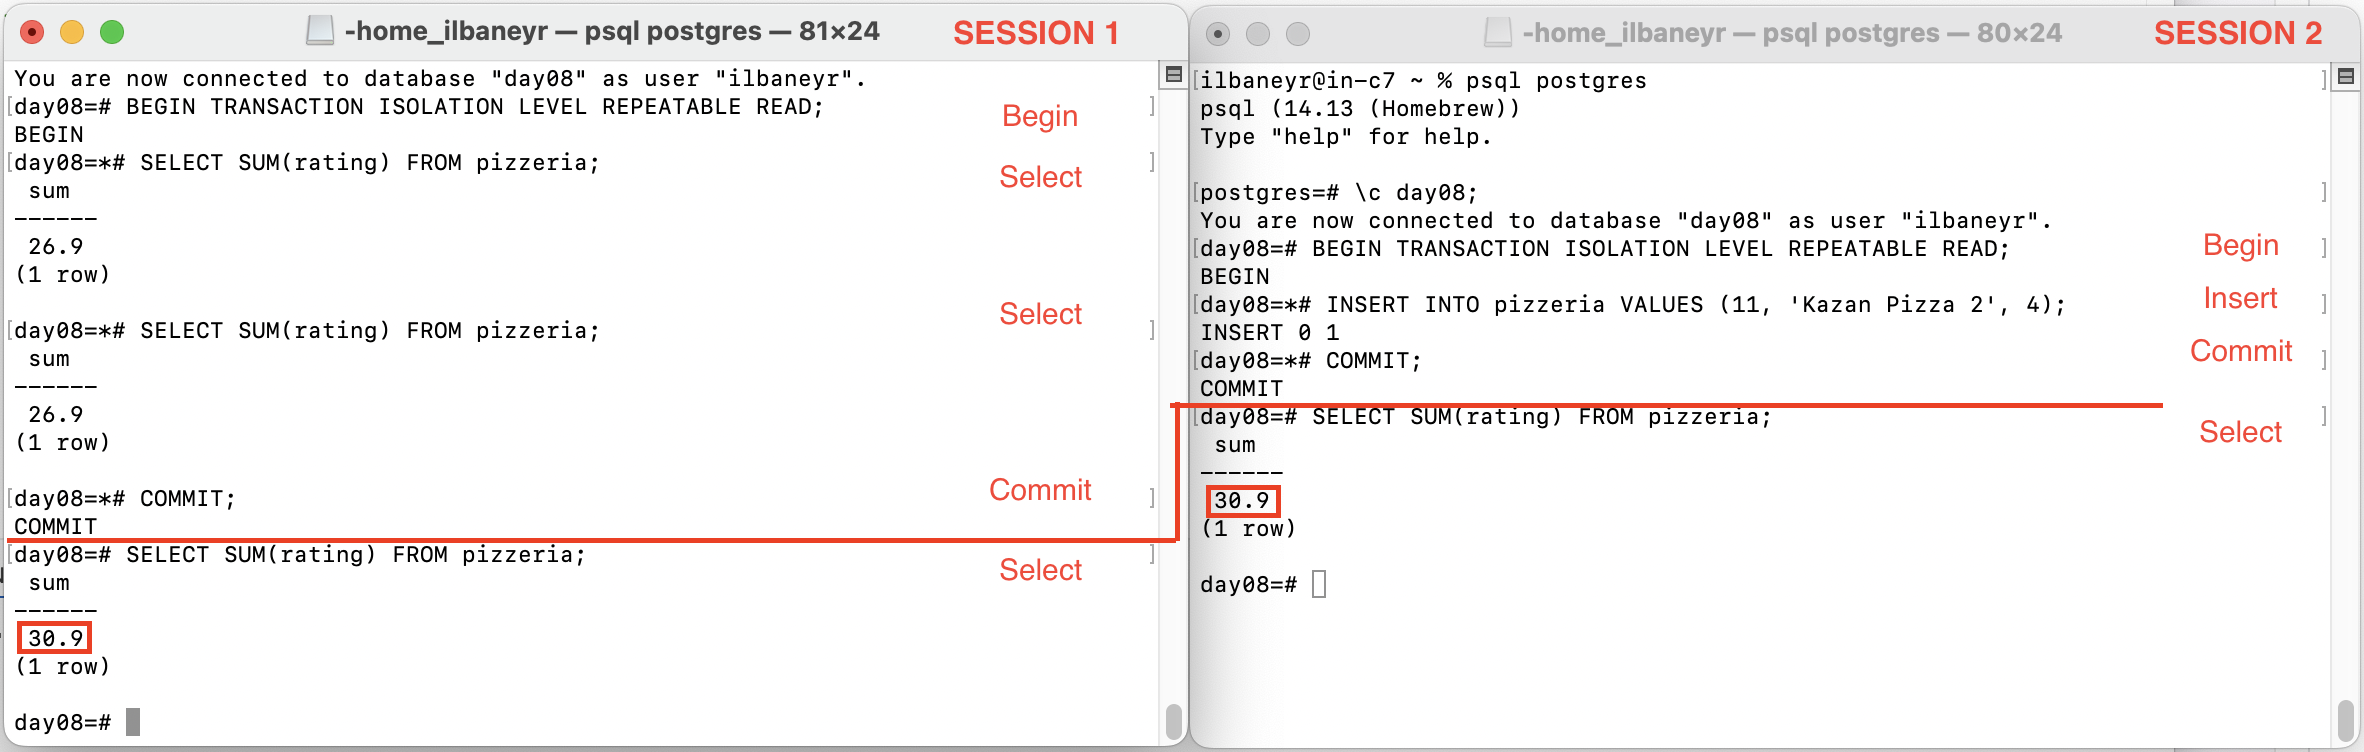 -home_ilbaneyr — psql postgres — 81×24
SESSION 1
You are now connected to database "day08" as user "ilbaneyr".
[day08=# BEGIN TRANSACTION ISOLATION LEVEL REPEATABLE READ; ]
Begin
BEGIN
[day08=*# SELECT SUM(rating) FROM pizzeria; ]
Select
sum
------
26.9
(1 row)
Select
[day08=*# SELECT SUM(rating) FROM pizzeria; ]
sum
------
26.9
(1 row)
Commit
[day08=*# COMMIT; ]
COMMIT
[day08=# SELECT SUM(rating) FROM pizzeria; ]
Select
sum
------
30.9
(1 row)
day08=#
-home_ilbaneyr — psql postgres — 80×24
SESSION 2
[ilbaneyr@in-c7 ~ % psql postgres ]
psql (14.13 (Homebrew))
Type "help" for help.
[postgres=# \c day08; ]
You are now connected to database "day08" as user "ilbaneyr".
[day08=# BEGIN TRANSACTION ISOLATION LEVEL REPEATABLE READ; ]
Begin
BEGIN
[day08=*# INSERT INTO pizzeria VALUES (11, 'Kazan Pizza 2', 4); ]
Insert
INSERT 0 1
[day08=*# COMMIT; ]
Commit
COMMIT
[day08=# SELECT SUM(rating) FROM pizzeria; ]
Select
sum
------
30.9
(1 row)
day08=#